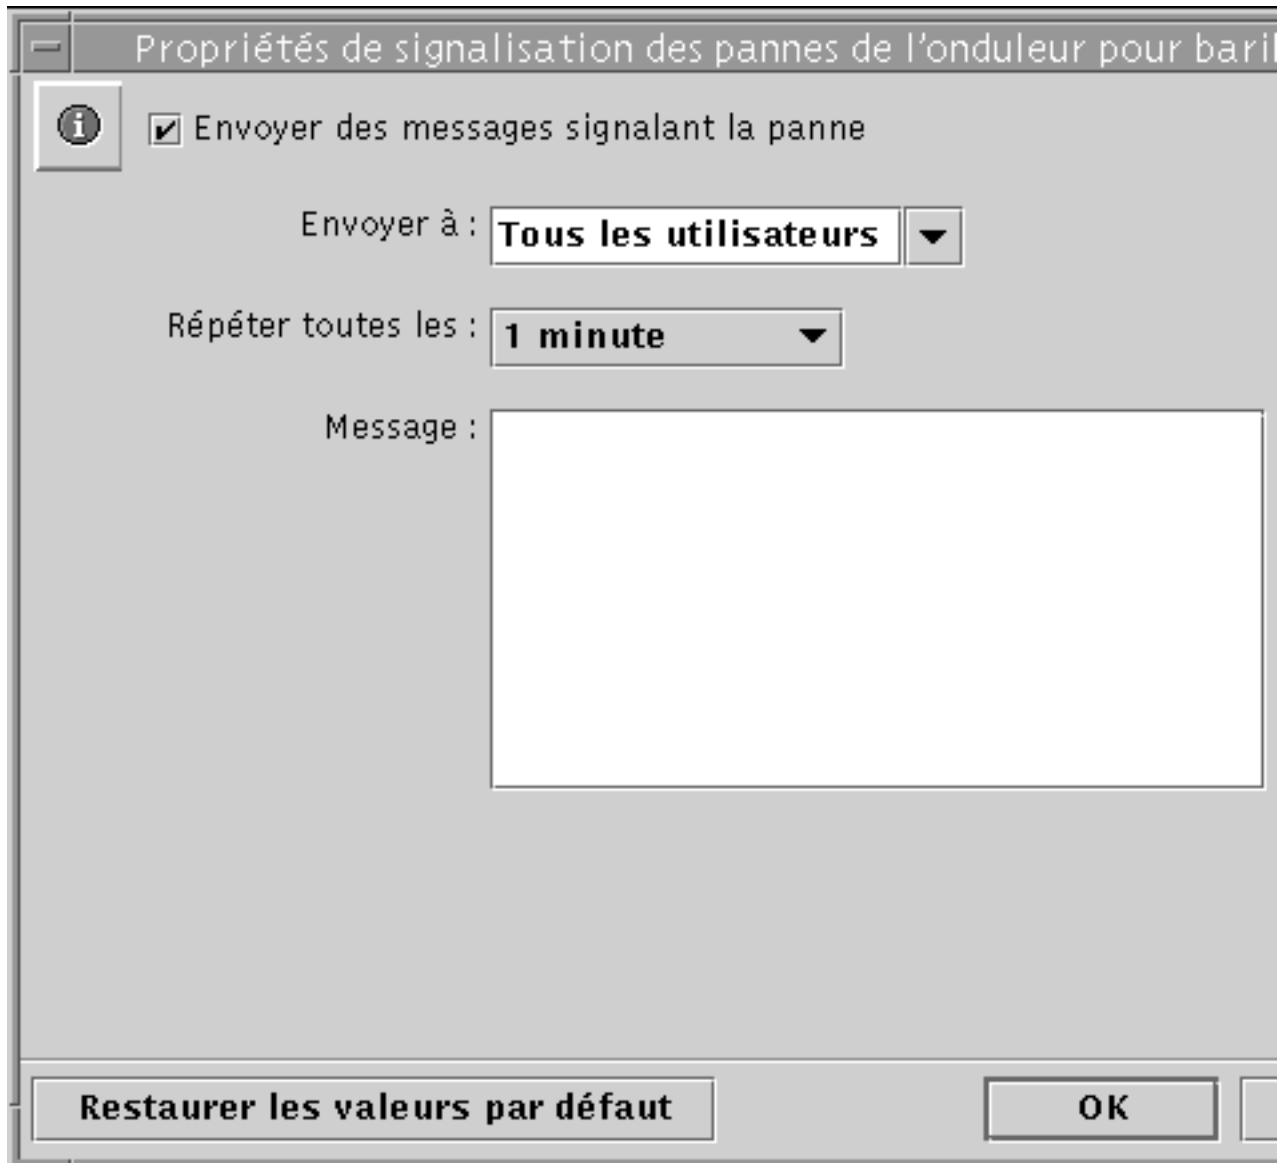 Propriétés de signalisation des pannes de l'onduleur pour
Envoyer des messages signalant la panne
Envoyer à : Tous les utilisateurs
Répéter toutes les : 1 minute
Message :
Restaurer les valeurs par défaut OK